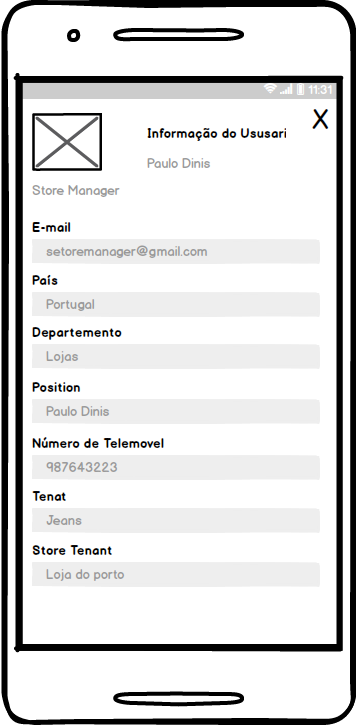 11:31
X
Informação do Ususari
Paulo Dinis
Store Manager
E-mail
setoremanager@gmail.com
País
Portugal
Departemento
Lojas
Position
Paulo Dinis
Número de Telemovel
987643223
Tenat
Jeans
Store Tenant
Loja do porto